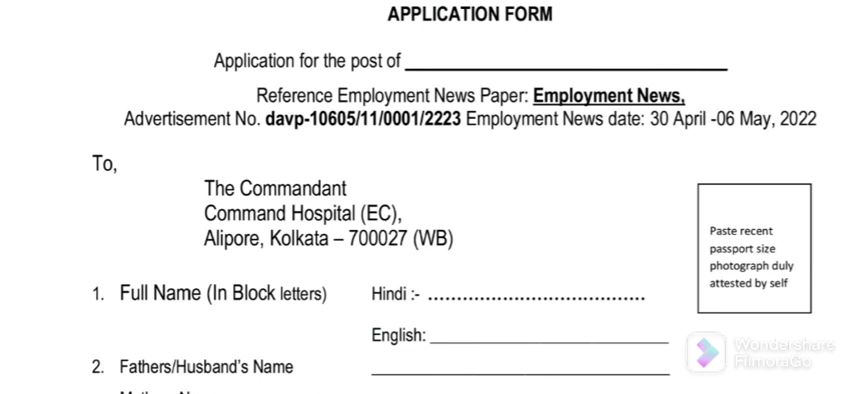 APPLICATION FORM
Application for the post of ______________________________
Reference Employment News Paper: Employment News,
Advertisement No. davp-10605/11/0001/2223 Employment News date: 30 April -06 May, 2022
To,
The Commandant
Command Hospital (EC),
Alipore, Kolkata – 700027 (WB)
Paste recent
passport size
photograph duly
attested by self
1. Full Name (In Block letters) Hindi :- ......................................
English: __________________________
2. Fathers/Husband's Name __________________________________
Wondershare
FilmoraGo